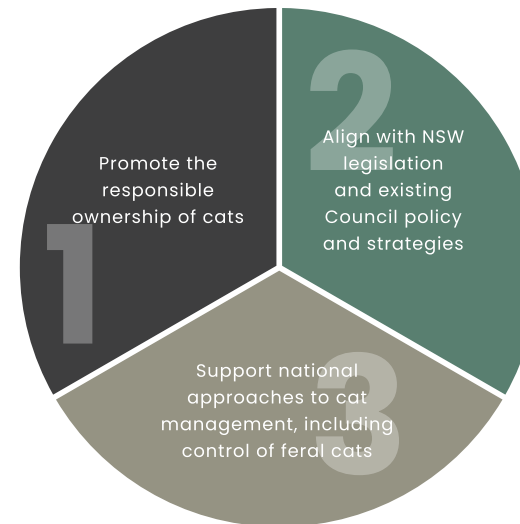 1
Promote the
responsible
ownership of cats
2
Align with NSW
legislation
and existing
Council policy
and strategies
3
Support national
approaches to cat
management, including
control of feral cats